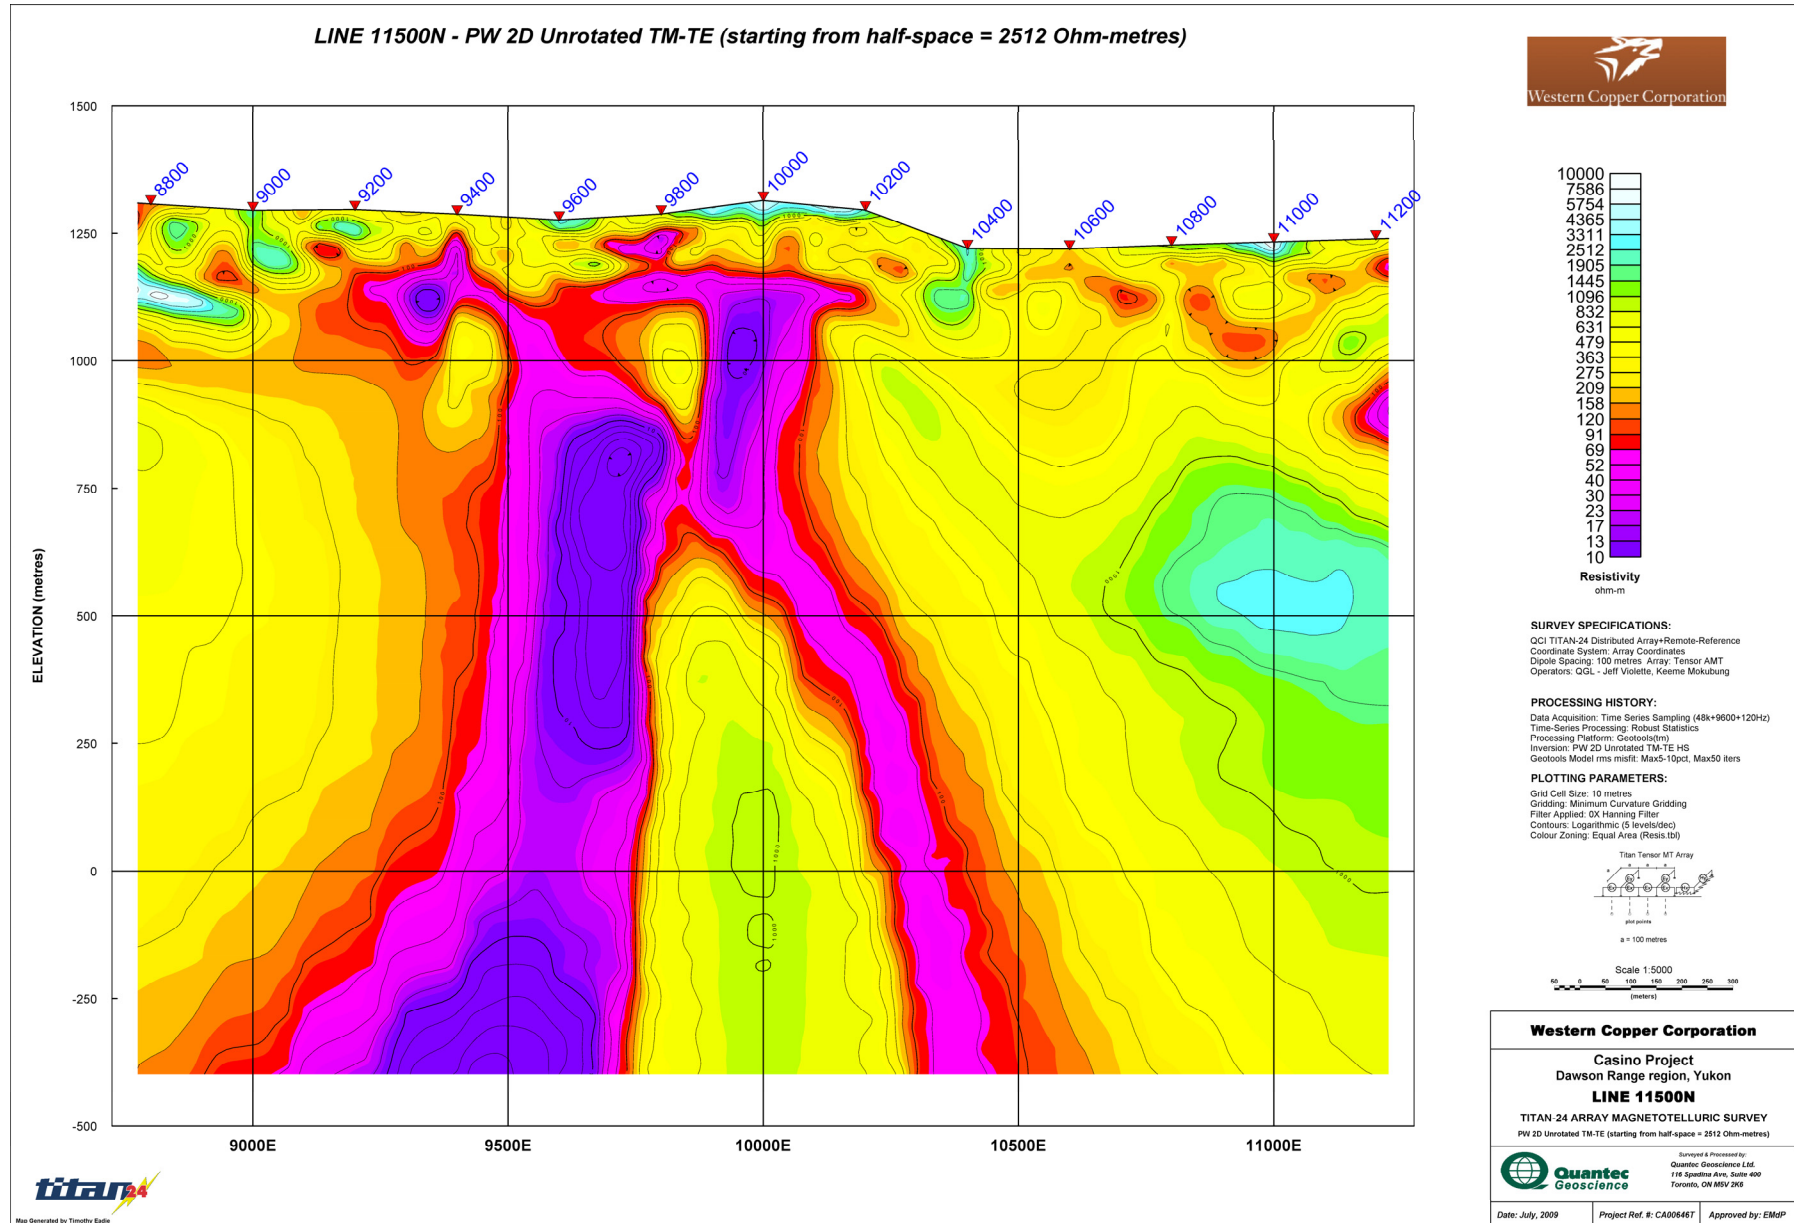 LINE 11500N - PW 2D Unrotated TM-TE (starting from half-space = 2512 Ohm-metres)
Western Copper Corporation
1500
1250
1000
750
500
250
0
-250
-500
ELEVATION (metres)
8800
9000
9200
9400
9600
9800
10000
10200
10400
10600
10800
11000
11200
9000E
9500E
10000E
10500E
11000E
10000
7586
5754
4365
3311
2512
1905
1445
1096
832
631
479
363
275
209
158
120
91
69
52
40
30
23
17
13
10
Resistivity
ohm-m
SURVEY SPECIFICATIONS:
QCI TITAN-24 Distributed Array+Remote-Reference
Coordinate System: Array Coordinates
Dipole Spacing: 100 metres Array: Tensor AMT
Operators: QGL - Jeff Violette, Keeme Mokubung
PROCESSING HISTORY:
Data Acquisition: Time Series Sampling (48k+9600+120Hz)
Time-Series Processing: Robust Statistics
Processing Platform: Geotools(tm)
Inversion: PW 2D Unrotated TM-TE HS
Geotools Model rms misfit: Max5-10pct, Max50 iters
PLOTTING PARAMETERS:
Grid Cell Size: 10 metres
Gridding: Minimum Curvature Gridding
Filter Applied: 0X Hanning Filter
Contours: Logarithmic (5 levels/dec)
Colour Zoning: Equal Area (Resis.tbl)
Titan Tensor MT Array
plot points
a = 100 metres
Scale 1:5000
50 0 50 100 150 200 250 300
(meters)
Western Copper Corporation
Casino Project
Dawson Range region, Yukon
LINE 11500N
TITAN-24 ARRAY MAGNETOTELLURIC SURVEY
PW 2D Unrotated TM-TE (starting from half-space = 2512 Ohm-metres)
Quantec
Geoscience
Surveyed & Processed by:
Quantec Geoscience Ltd.
116 Spadina Ave, Suite 400
Toronto, ON M5V 2K6
Date: July, 2009
Project Ref. #: CA00646T
Approved by: EMdP
titan24
Map Generated by Timothy Eadie